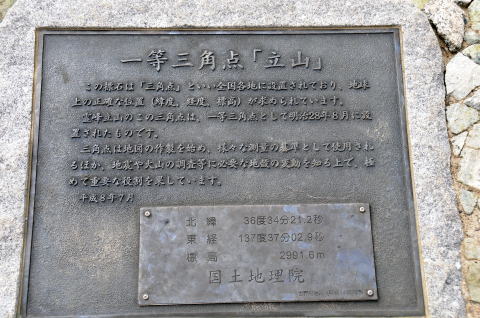 一等三角点「立山」
この標石は「三角点」といい全国各地に設置されており、地球
上の正確な位置（緯度、経度、標高）が求められています。
霊峰立山のこの三角点は、一等三角点として明治28年8月に設
置されたものです。
三角点は地図の作製を始め、様々な測量の基準として使用され
るほか、地震や火山の調査等に必要な地殻の変動を知る上で、極
めて重要な役割を果しています。
平成8年7月
北緯 36度34分21.2秒
東経 137度37分02.9秒
標高 2991.6m
国土地理院